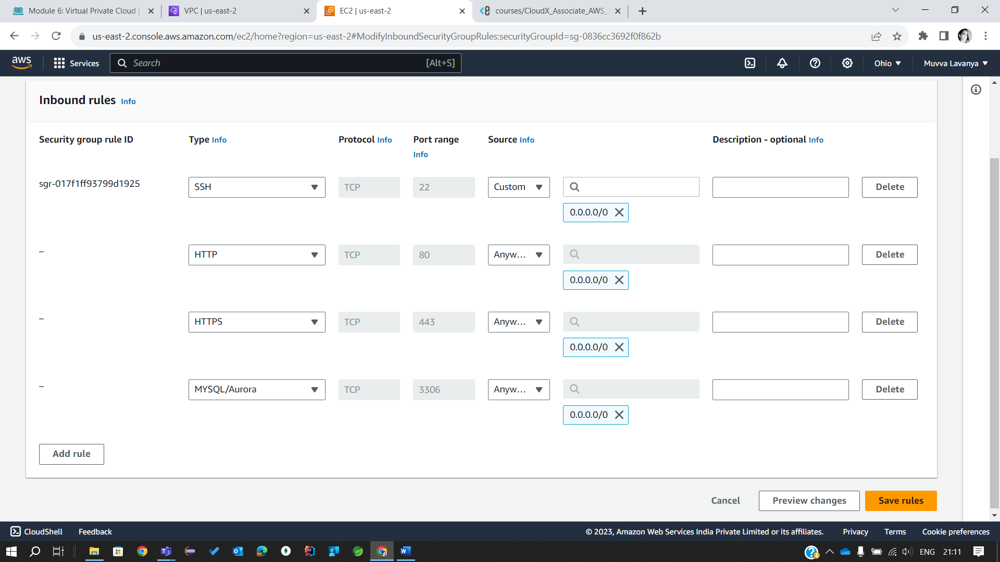 Module 6: Virtual Private Cloud |
VPC | us-east-2
EC2 | us-east-2
courses/CloudX_Associate_AWS_
us-east-2.console.aws.amazon.com/ec2/home?region=us-east-2#ModifyInboundSecurityGroupRules:securityGroupId=sg-0836cc3692f0f862b
aws Services Search [Alt+S] Ohio Muvva Lavanya
Inbound rules Info
Security group rule ID Type Info Protocol Info Port range Source Info Description - optional Info
Info
sgr-017f1ff93799d1925 SSH TCP 22 Custom Delete
0.0.0.0/0
– HTTP TCP 80 Anyw... Delete
0.0.0.0/0
– HTTPS TCP 443 Anyw... Delete
0.0.0.0/0
– MYSQL/Aurora TCP 3306 Anyw... Delete
0.0.0.0/0
Add rule
Cancel Preview changes Save rules
CloudShell Feedback © 2023, Amazon Web Services India Private Limited or its affiliates. Privacy Terms Cookie preferences
ENG 21:11